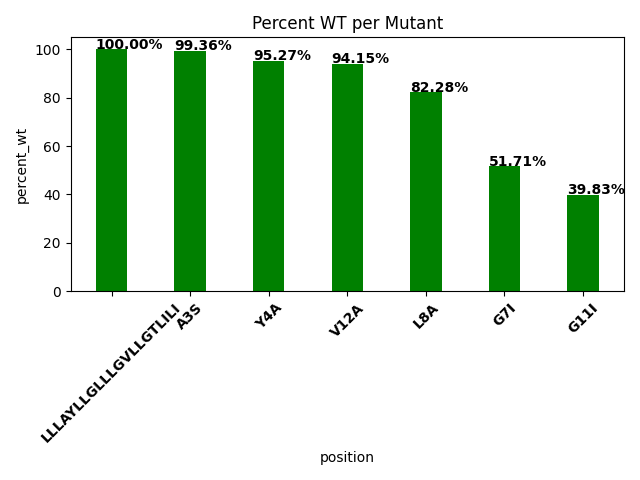 Percent WT per Mutant
percent_wt
100
80
60
40
20
0
100.00%
99.36%
95.27%
94.15%
82.28%
51.71%
39.83%
LLLAYLLGLLLGVLLGTLILI
A3S
Y4A
V12A
L8A
G7I
G11I
position